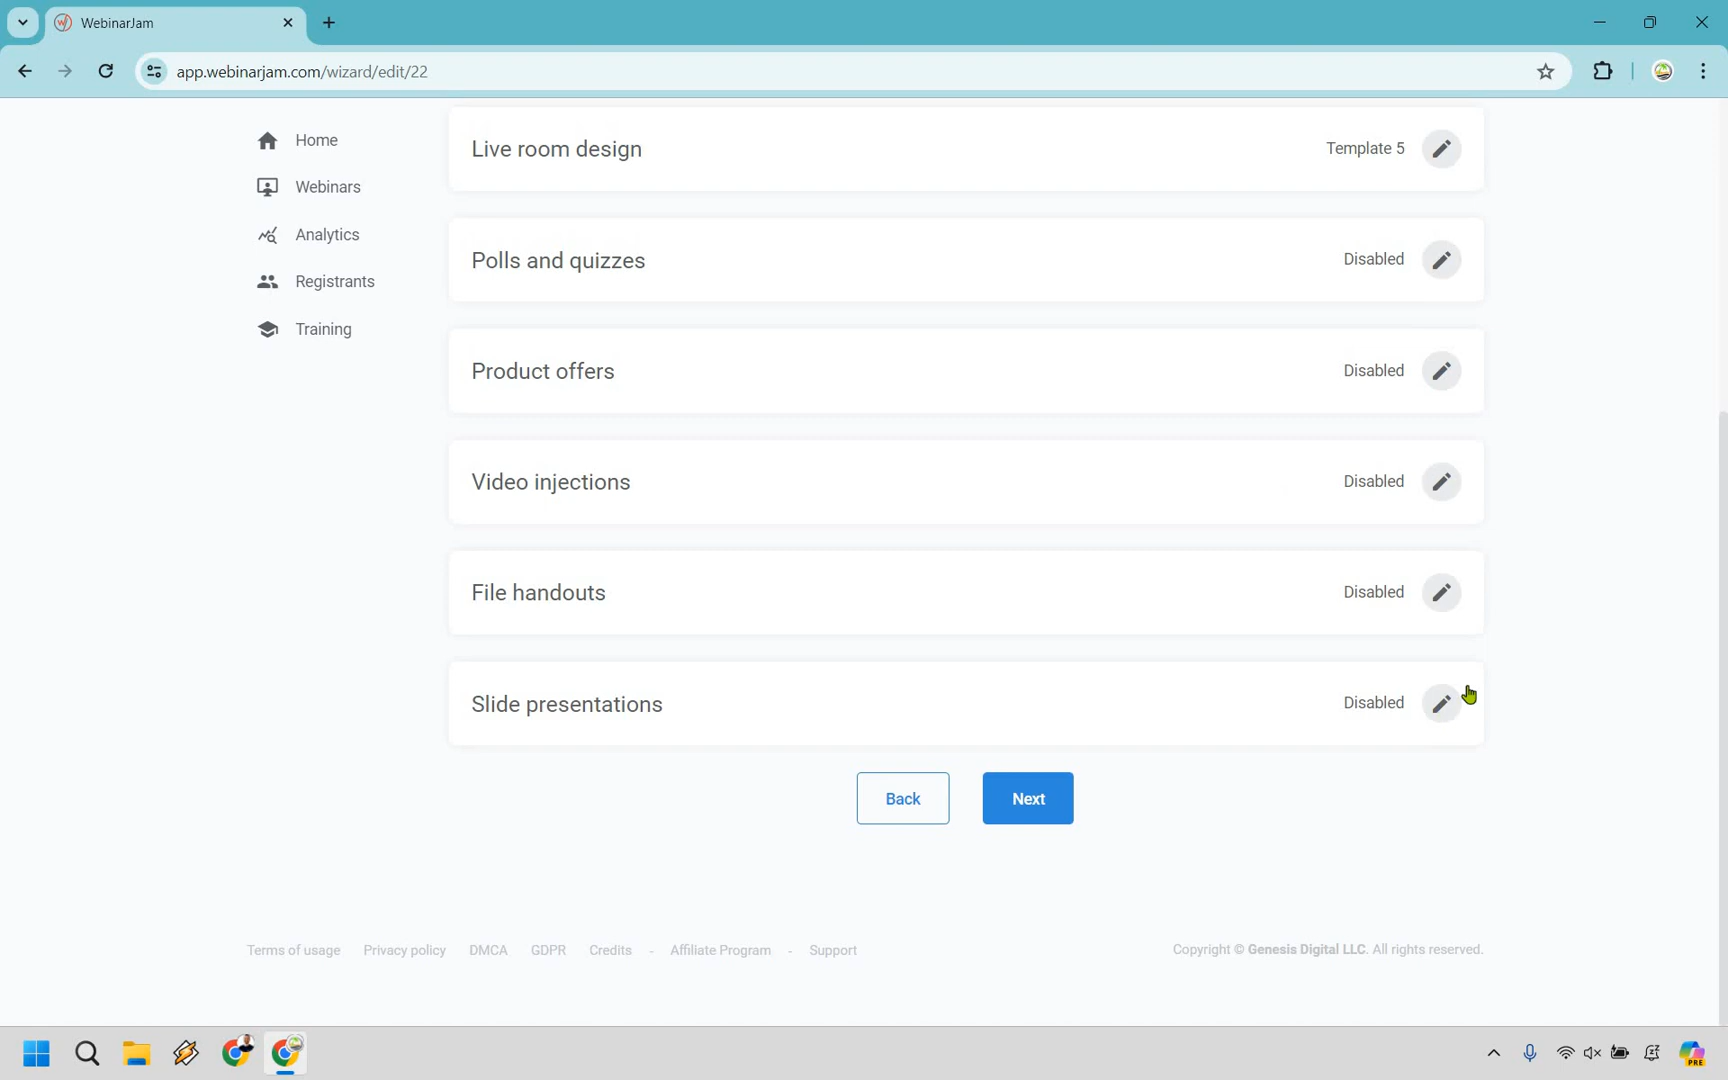 WebinarJam
app.webinarjam.com/wizard/edit/22
Home
Webinars
Analytics
Registrants
Training
Live room design
Template 5
Polls and quizzes
Disabled
Product offers
Disabled
Video injections
Disabled
File handouts
Disabled
Slide presentations
Disabled
Back
Next
Terms of usage Privacy policy DMCA GDPR Credits - Affiliate Program - Support
Copyright © Genesis Digital LLC. All rights reserved.
PRE